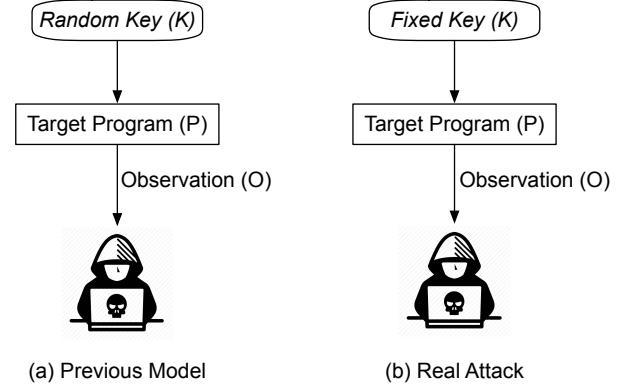 Random Key (K)
Target Program (P)
Observation (O)
(a) Previous Model
Fixed Key (K)
Target Program (P)
Observation (O)
(b) Real Attack